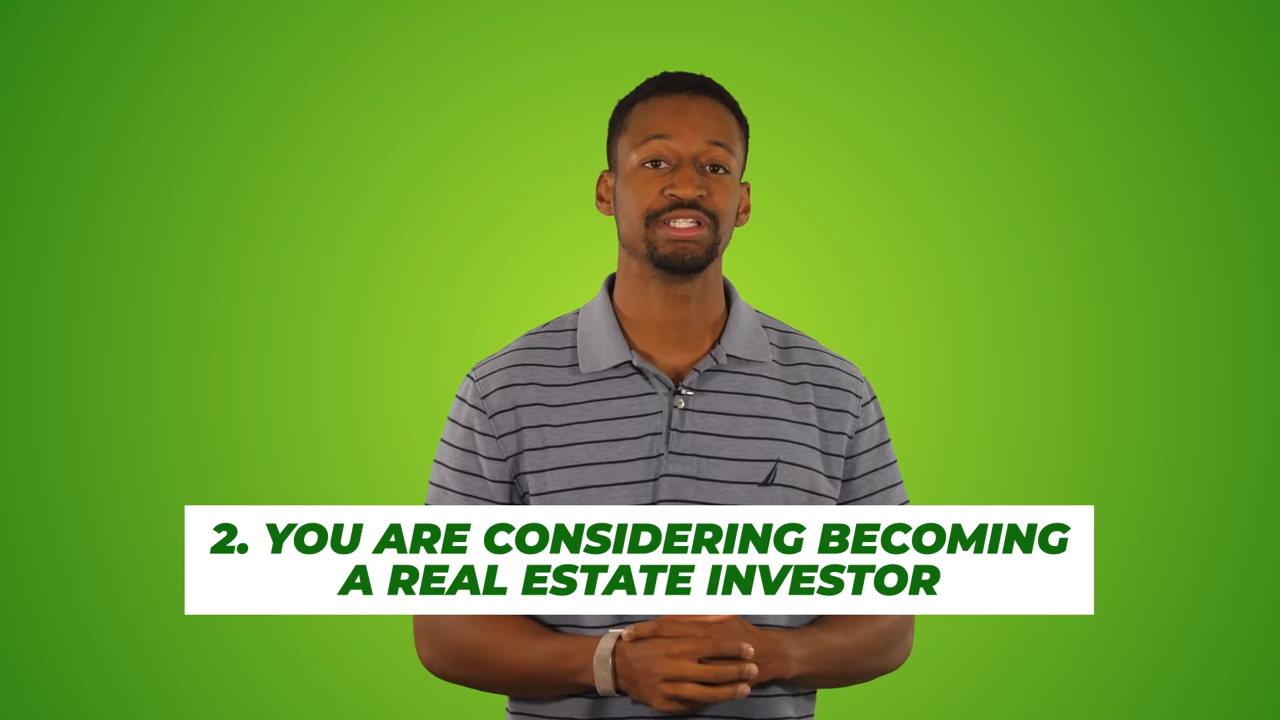 2. YOU ARE CONSIDERING BECOMING
A REAL ESTATE INVESTOR